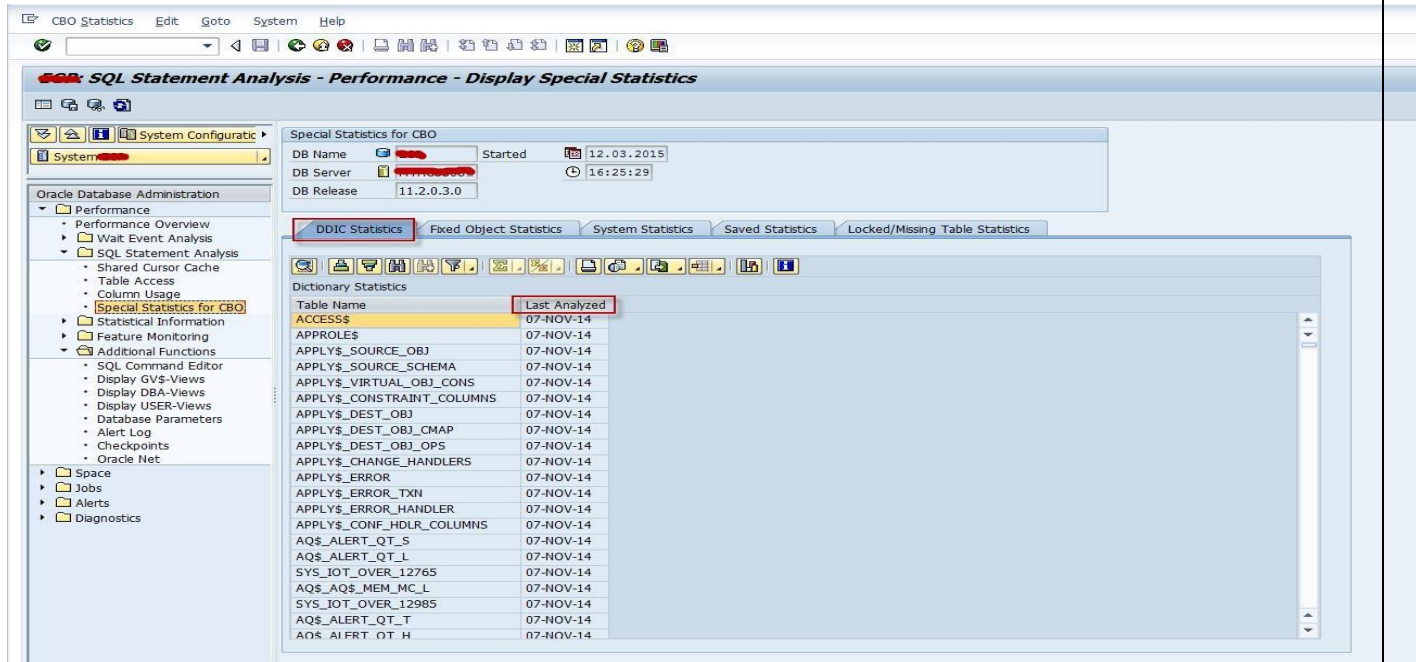 CBO Statistics Edit Goto System Help
SQL Statement Analysis - Performance - Display Special Statistics
System Configuratic
System
Oracle Database Administration
Performance
Performance Overview
Wait Event Analysis
SQL Statement Analysis
Shared Cursor Cache
Table Access
Column Usage
Special Statistics for CBO
Statistical Information
Feature Monitoring
Additional Functions
SQL Command Editor
Display GV$-Views
Display DBA-Views
Display USER-Views
Database Parameters
Alert Log
Checkpoints
Oracle Net
Space
Jobs
Alerts
Diagnostics
Special Statistics for CBO
DB Name Started 12.03.2015
DB Server 16:25:29
DB Release 11.2.0.3.0
DDIC Statistics Fixed Object Statistics System Statistics Saved Statistics Locked/Missing Table Statistics
Dictionary Statistics
Table Name Last Analyzed
ACCESS$ 07-NOV-14
APPROLE$ 07-NOV-14
APPLY$_SOURCE_OBJ 07-NOV-14
APPLY$_SOURCE_SCHEMA 07-NOV-14
APPLY$_VIRTUAL_OBJ_CONS 07-NOV-14
APPLY$_CONSTRAINT_COLUMNS 07-NOV-14
APPLY$_DEST_OBJ 07-NOV-14
APPLY$_DEST_OBJ_CMAP 07-NOV-14
APPLY$_DEST_OBJ_OPS 07-NOV-14
APPLY$_CHANGE_HANDLERS 07-NOV-14
APPLY$_ERROR 07-NOV-14
APPLY$_ERROR_TXN 07-NOV-14
APPLY$_ERROR_HANDLER 07-NOV-14
APPLY$_CONF_HDLR_COLUMNS 07-NOV-14
AQ$_ALERT_QT_S 07-NOV-14
AQ$_ALERT_QT_L 07-NOV-14
SYS_IOT_OVER_12765 07-NOV-14
AQ$_AQ$_MEM_MC_L 07-NOV-14
SYS_IOT_OVER_12985 07-NOV-14
AQ$_ALERT_QT_T 07-NOV-14
AQ$_ALERT_QT_H 07-NOV-14